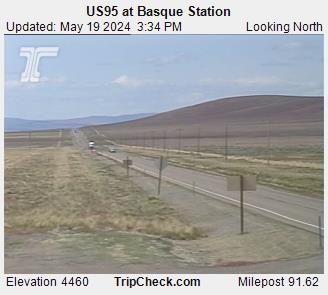 US95 at Basque Station
Updated: May 19 2024 3:34 PM
Looking North
Elevation 4460
TripCheck.com
Milepost 91.62